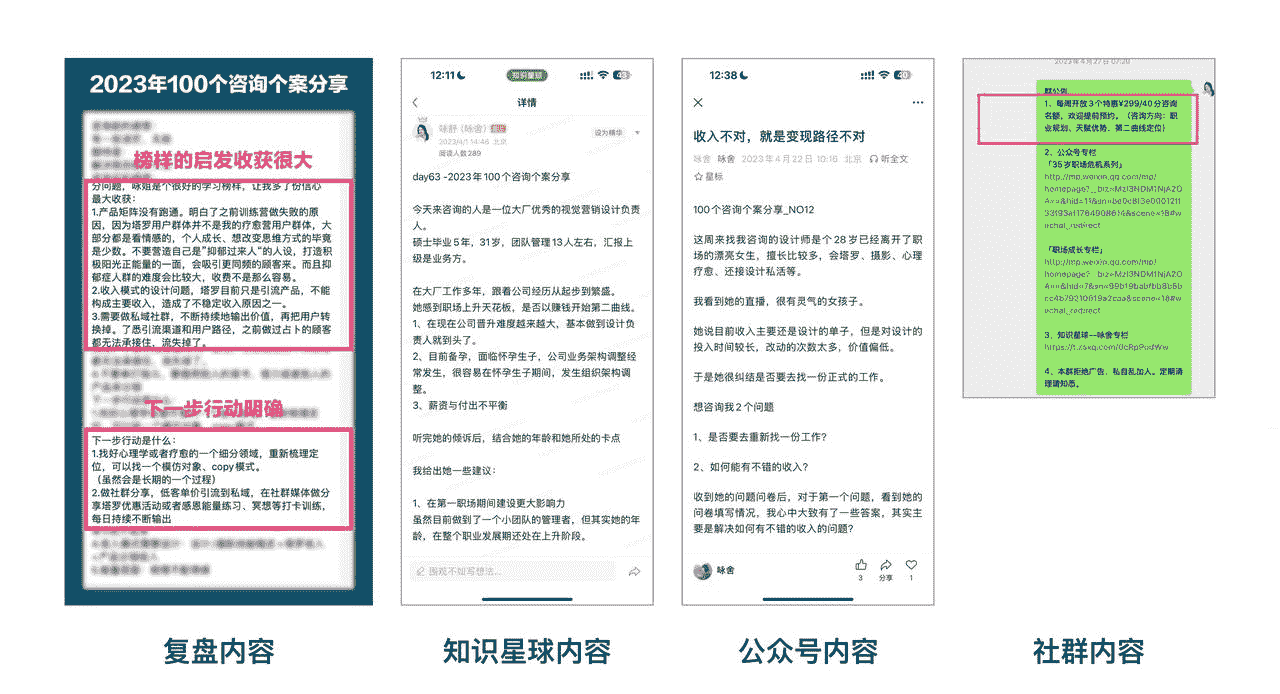 2023年100个咨询个案分享
榜样的启发收获很大
分问题，咏姐是个很好的学习榜样，让我多了份信心
最大收获：
1.产品矩阵没有跑通。明白了之前训练营做失败的原
因，因为塔罗用户群体并不是我的疗愈营用户群体，大
部分都是看情感的，个人成长、想改变思维方式的毕竟
是少数。不要营造自己是"抑郁过来人"的人设，打造积
极阳光正能量的一面，会吸引更同频的顾客来。而且抑
郁症人群的难度会比较大，收费不是那么容易。
2.收入模式的设计问题，塔罗目前只是引流产品，不能
构成主要收入，造成了不稳定收入原因之一。
3.需要做私域社群，不断持续地输出价值，再把用户转
换掉。了悉引流渠道和用户路径，之前做过占卜的顾客
都无法承接住，流失掉了。
下一步行动明确
下一步行动是什么：
1.找好心理学或者疗愈的一个细分领域，重新梳理定
位，可以找一个模仿对象、copy模式。
（虽然会是长期的一个过程）
2.做社群分享，低客单价引流到私域，在社群媒体做分
享塔罗优惠活动或者感恩能量练习、冥想等打卡训练，
每日持续不断输出
复盘内容
12:11
知识星球
43
详情
咏舒（咏舍）
设为精华
2023/4/1 14:46 北京
阅读人数289
day63 -2023年100个咨询个案分享
今天来咨询的人是一位大厂优秀的视觉营销设计负责
人。
硕士毕业5年，31岁，团队管理13人左右，汇报上
级是业务方。
在大厂工作多年，跟着公司经历从起步到繁盛。
她感到职场上升天花板，是否以赚钱开始第二曲线。
1、在现在公司晋升难度越来越大，基本做到设计负
责人就到头了。
2、目前备孕，面临怀孕生子，公司业务架构调整经
常发生，很容易在怀孕生子期间，发生组织架构调
整。
3、薪资与付出不平衡
听完她的倾诉后，结合她的年龄和她所处的卡点
我给出她一些建议：
1、在第一职场期间建设更大影响力
虽然目前做到了一个小团队的管理者，但其实她的年
龄，在整个职业发展期还处在上升阶段。
围观不如写想法...
知识星球内容
12:38
40
收入不对，就是变现路径不对
咏舍 咏舍 2023年4月22日 10:16 北京 听全文
星标
100个咨询个案分享_NO12
这周来找我咨询的设计师是个28岁已经离开了职
场的漂亮女生，擅长比较多，会塔罗、摄影、心理
疗愈、还接设计私活等。
我看到她的直播，很有灵气的女孩子。
她说目前收入主要还是设计的单子，但是对设计的
投入时间较长，改动的次数太多，价值偏低。
于是她很纠结是否要去找一份正式的工作。
想咨询我2个问题
1、是否要去重新找一份工作？
2、如何能有不错的收入？
收到她的问题问卷后，对于第一个问题，看到她的
问卷填写情况，我心中大致有了一些答案，其实主
要是解决如何有不错的收入的问题？
咏舍
3
分享
1
公众号内容
2023年4月27日 07:20
群公告
1、每周开放3个特惠¥299/40分咨询
名额，欢迎提前预约。（咨询方向：职
业规划、天赋优势、第二曲线定位）
2、公众号专栏
「35岁职场危机系列」
「职场成长专栏」
3、知识星球—咏舍专栏
4、本群拒绝广告，私自乱加人。定期清
理请知悉。
社群内容